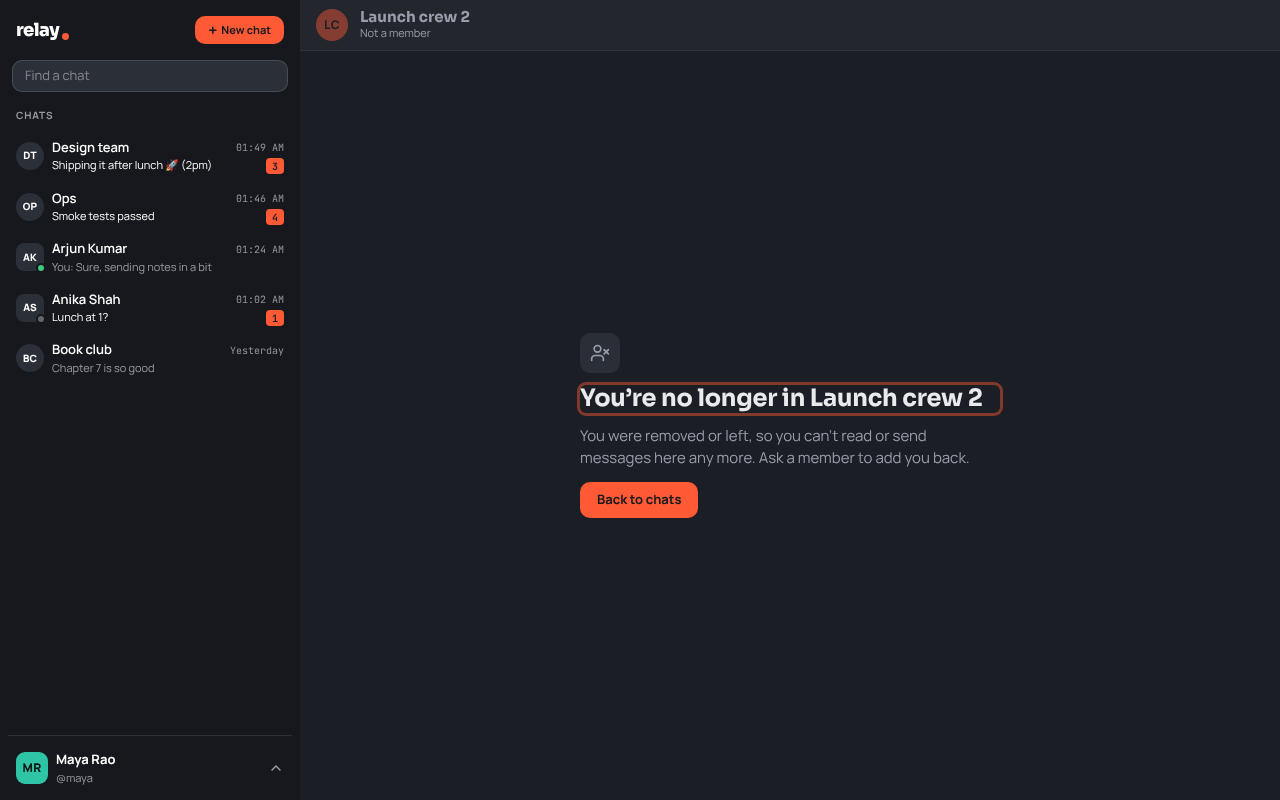 relay.
+ New chat
Find a chat
CHATS
DT
Design team
01:49 AM
Shipping it after lunch 🚀 (2pm)
3
OP
Ops
01:46 AM
Smoke tests passed
4
AK
Arjun Kumar
01:24 AM
You: Sure, sending notes in a bit
AS
Anika Shah
01:02 AM
Lunch at 1?
1
BC
Book club
Yesterday
Chapter 7 is so good
MR
Maya Rao
@maya
LC
Launch crew 2
Not a member
You’re no longer in Launch crew 2
You were removed or left, so you can’t read or send
messages here any more. Ask a member to add you back.
Back to chats